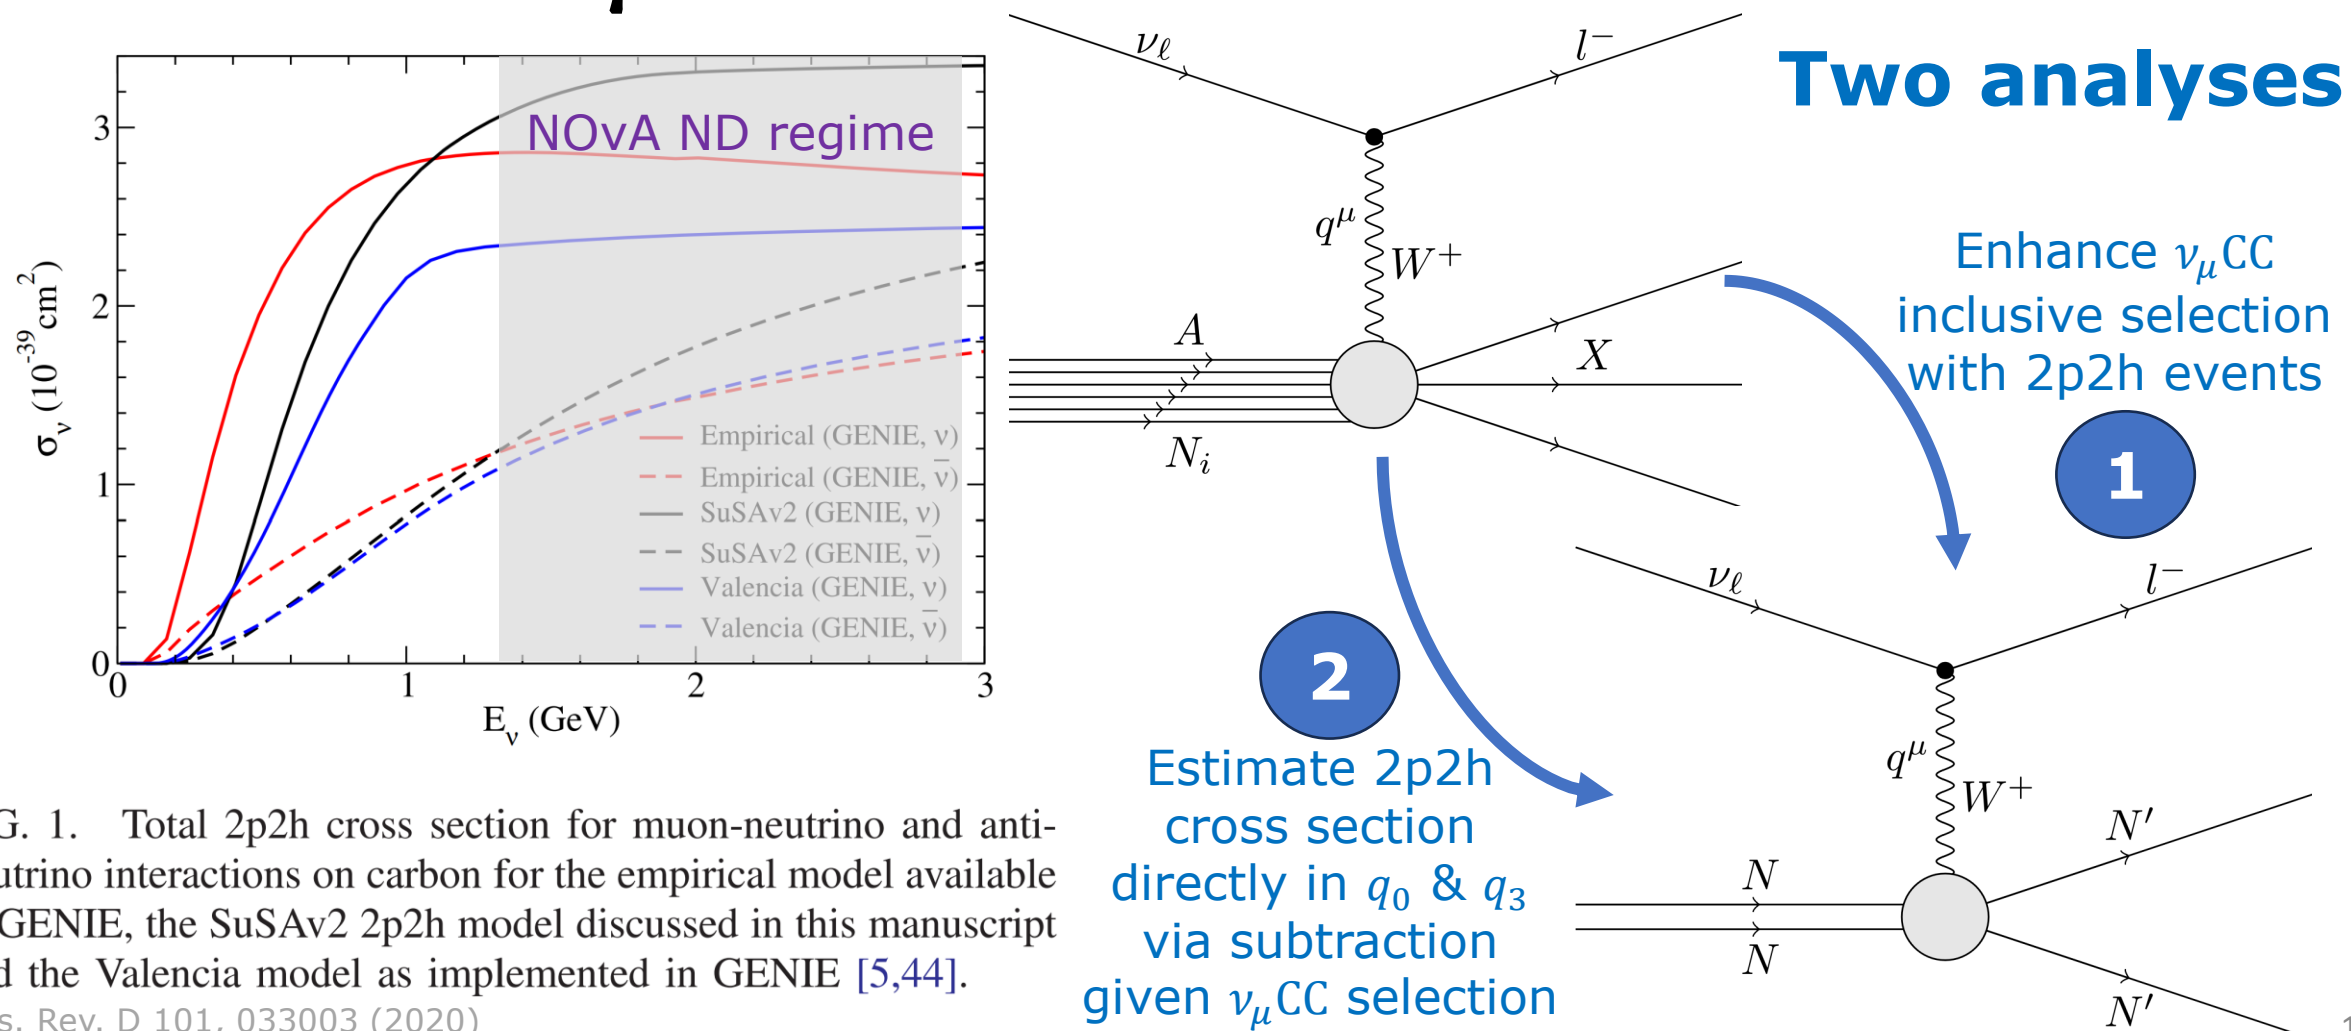 Two analyses
NOvA ND regime
3
2
1
0
0
1
2
3
σν (10-39cm2)
Eν (GeV)
Empirical (GENIE, ν)
Empirical (GENIE, ν̅)
SuSAv2 (GENIE, ν)
SuSAv2 (GENIE, ν̅)
Valencia (GENIE, ν)
Valencia (GENIE, ν̅)
G. 1. Total 2p2h cross section for muon-neutrino and anti-
utrino interactions on carbon for the empirical model available
GENIE, the SuSAv2 2p2h model discussed in this manuscript
d the Valencia model as implemented in GENIE [5,44].
s. Rev. D 101, 033003 (2020)
νℓ
l−
qμ
W+
A
X
Ni
Enhance νμCC
inclusive selection
with 2p2h events
1
2
Estimate 2p2h
cross section
directly in q0 & q3
via subtraction
given νμCC selection
νℓ
l−
qμ
W+
N
N
N′
N′